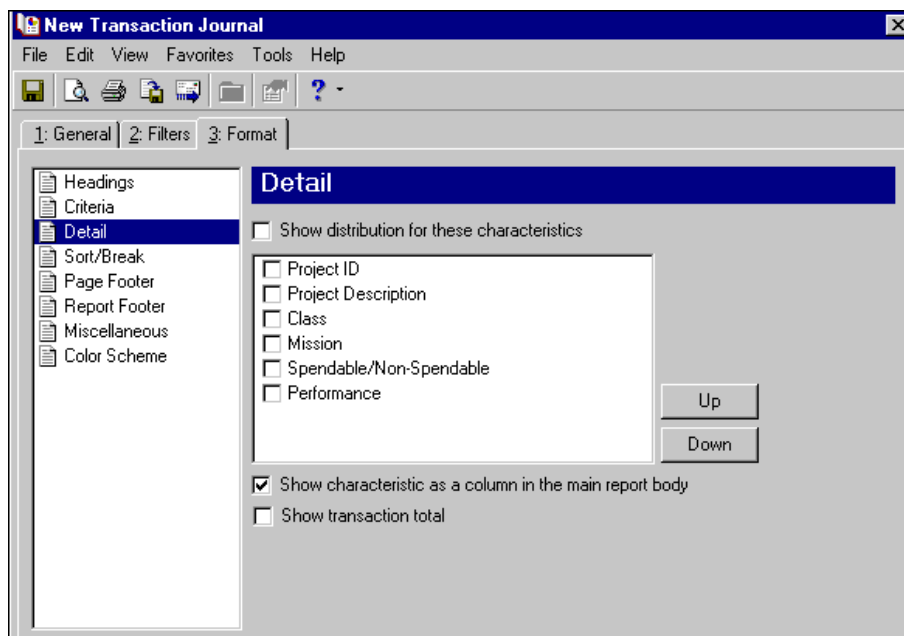 New Transaction Journal
File Edit View Favorites Tools Help
?
1: General 2: Filters 3: Format
Headings
Criteria
Detail
Sort/Break
Page Footer
Report Footer
Miscellaneous
Color Scheme
Detail
Show distribution for these characteristics
Project ID
Project Description
Class
Mission
Spendable/Non-Spendable
Performance
Up
Down
Show characteristic as a column in the main report body
Show transaction total